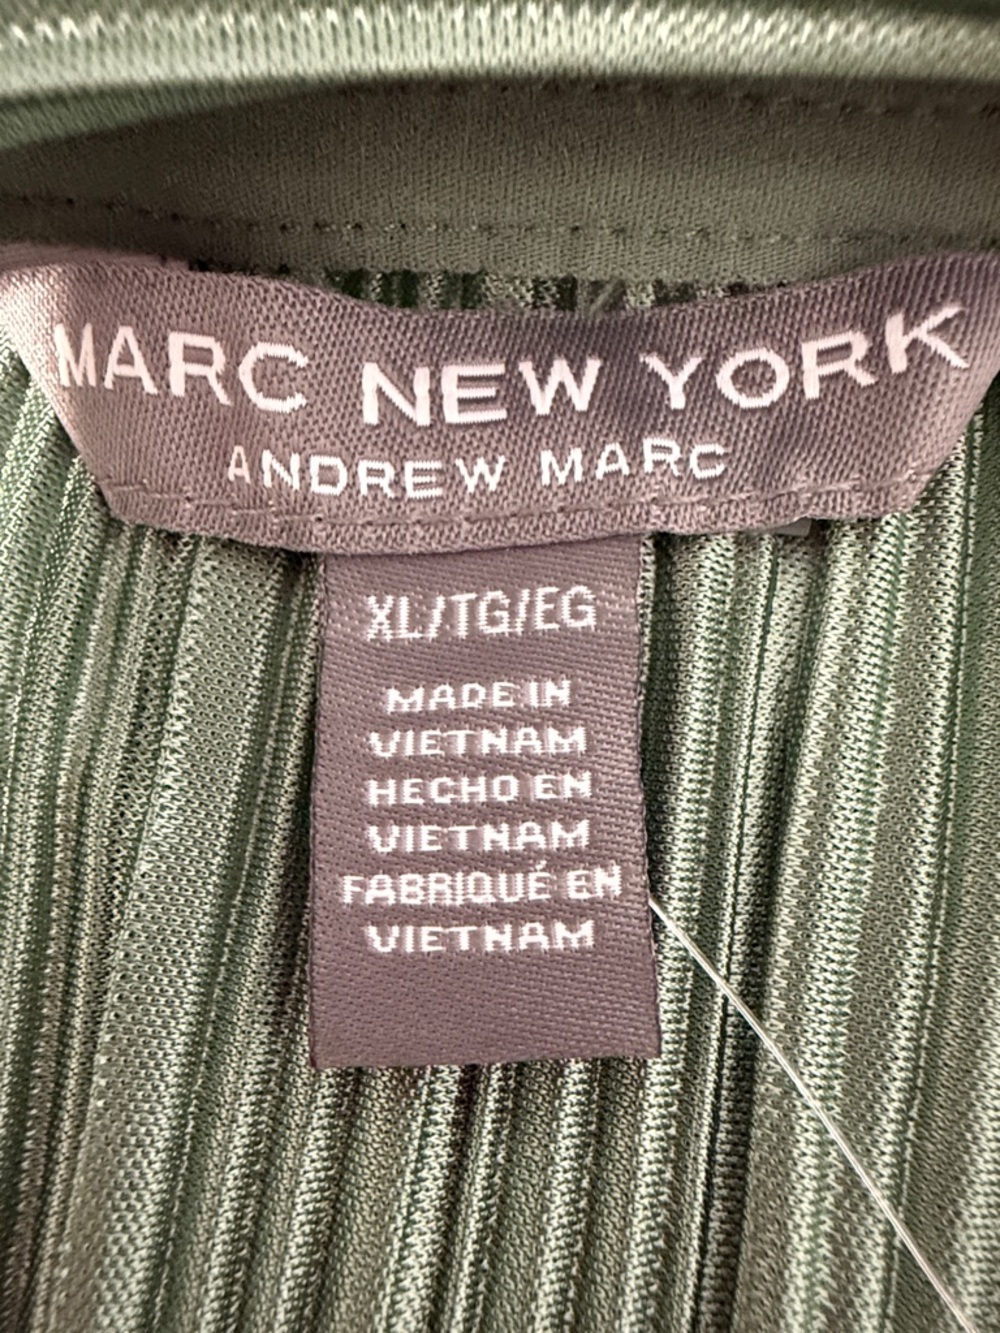 MARC NEW YORK
ANDREW MARC
XL/TG/EG
MADE IN
VIETNAM
HECHO EN
VIETNAM
FABRIQUÉ EN
VIETNAM